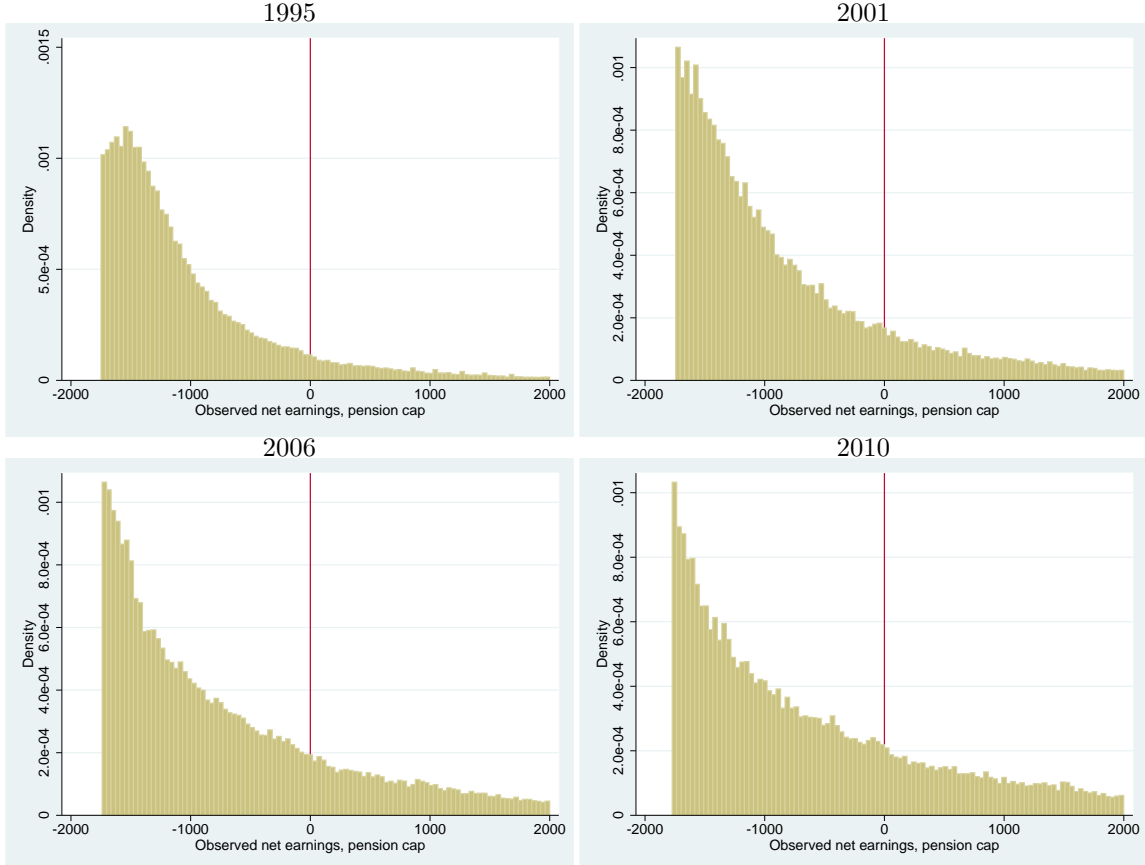 1995
Density
0 5.0e-04 .001 .0015
-2000 -1000 0 1000 2000
Observed net earnings, pension cap
2001
Density
0 2.0e-04 4.0e-04 6.0e-04 8.0e-04 .001
-2000 -1000 0 1000 2000
Observed net earnings, pension cap
2006
Density
0 2.0e-04 4.0e-04 6.0e-04 8.0e-04 .001
-2000 -1000 0 1000 2000
Observed net earnings, pension cap
2010
Density
0 2.0e-04 4.0e-04 6.0e-04 8.0e-04 .001
-2000 -1000 0 1000 2000
Observed net earnings, pension cap